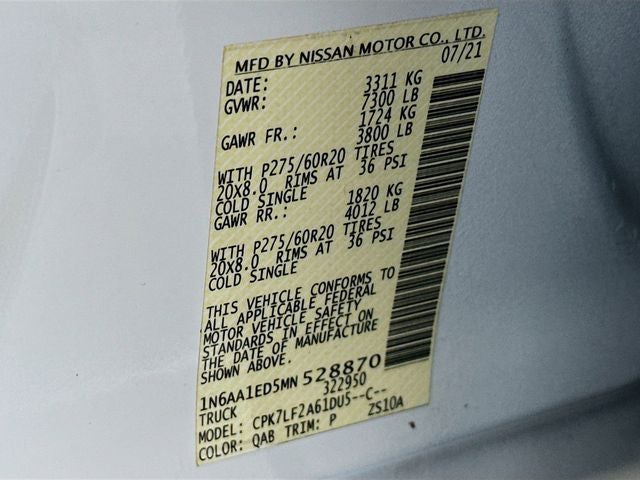 MFD BY NISSAN MOTOR CO., LTD.
DATE: 07/21
GVWR: 3311 KG
7300 LB
GAWR FR.: 1724 KG
3800 LB
WITH P275/60R20 TIRES
20X8.0 RIMS AT 36 PSI
COLD SINGLE
GAWR RR.: 1820 KG
4012 LB
WITH P275/60R20 TIRES
20X8.0 RIMS AT 36 PSI
COLD SINGLE
THIS VEHICLE CONFORMS TO
ALL APPLICABLE FEDERAL
MOTOR VEHICLE SAFETY
STANDARDS IN EFFECT ON
THE DATE OF MANUFACTURE
SHOWN ABOVE.
1N6AA1ED5MN528870
TRUCK 322950
MODEL: CPK7LF2A61DU5--C--
COLOR: QAB TRIM: P ZS10A